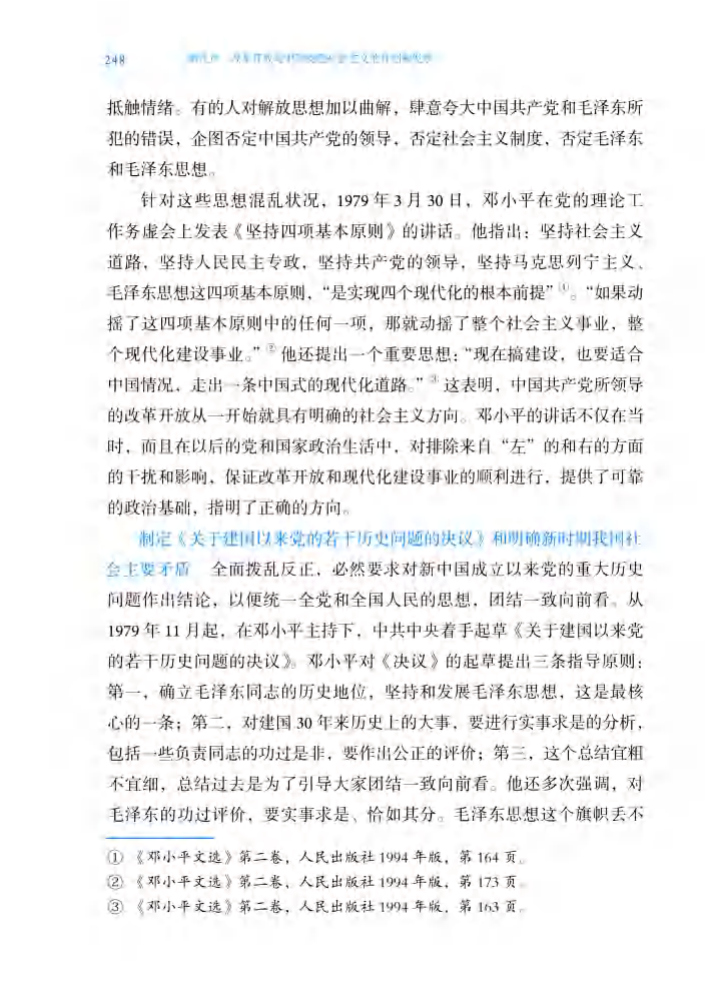 248
抵触情绪。有的人对解放思想加以曲解，肆意夸大中国共产党和毛泽东所
犯的错误，企图否定中国共产党的领导，否定社会主义制度，否定毛泽东
和毛泽东思想。
针对这些思想混乱状况，1979 年 3 月 30 日，邓小平在党的理论工
作务虚会上发表《坚持四项基本原则》的讲话。他指出：坚持社会主义
道路，坚持人民民主专政，坚持共产党的领导，坚持马克思列宁主义、
毛泽东思想这四项基本原则，“是实现四个现代化的根本前提”①。“如果动
摇了这四项基本原则中的任何一项，那就动摇了整个社会主义事业，整
个现代化建设事业。”②他还提出一个重要思想：“现在搞建设，也要适合
中国情况，走出一条中国式的现代化道路。”③这表明，中国共产党所领导
的改革开放从一开始就具有明确的社会主义方向。邓小平的讲话不仅在当
时，而且在以后的党和国家政治生活中，对排除来自“左”的和右的方面
的干扰和影响，保证改革开放和现代化建设事业的顺利进行，提供了可靠
的政治基础，指明了正确的方向。
制定《关于建国以来党的若干历史问题的决议》和明确新时期我国社
会主要矛盾 全面拨乱反正，必然要求对新中国成立以来党的重大历史
问题作出结论，以便统一全党和全国人民的思想，团结一致向前看。从
1979 年 11 月起，在邓小平主持下，中共中央着手起草《关于建国以来党
的若干历史问题的决议》。邓小平对《决议》的起草提出三条指导原则：
第一，确立毛泽东同志的历史地位，坚持和发展毛泽东思想，这是最核
心的一条；第二，对建国 30 年来历史上的大事，要进行实事求是的分析，
包括一些负责同志的功过是非，要作出公正的评价；第三，这个总结宜粗
不宜细，总结过去是为了引导大家团结一致向前看。他还多次强调，对
毛泽东的功过评价，要实事求是、恰如其分。毛泽东思想这个旗帜丢不
① 《邓小平文选》第二卷，人民出版社 1994 年版，第 164 页。
② 《邓小平文选》第二卷，人民出版社 1994 年版，第 173 页。
③ 《邓小平文选》第二卷，人民出版社 1994 年版，第 163 页。